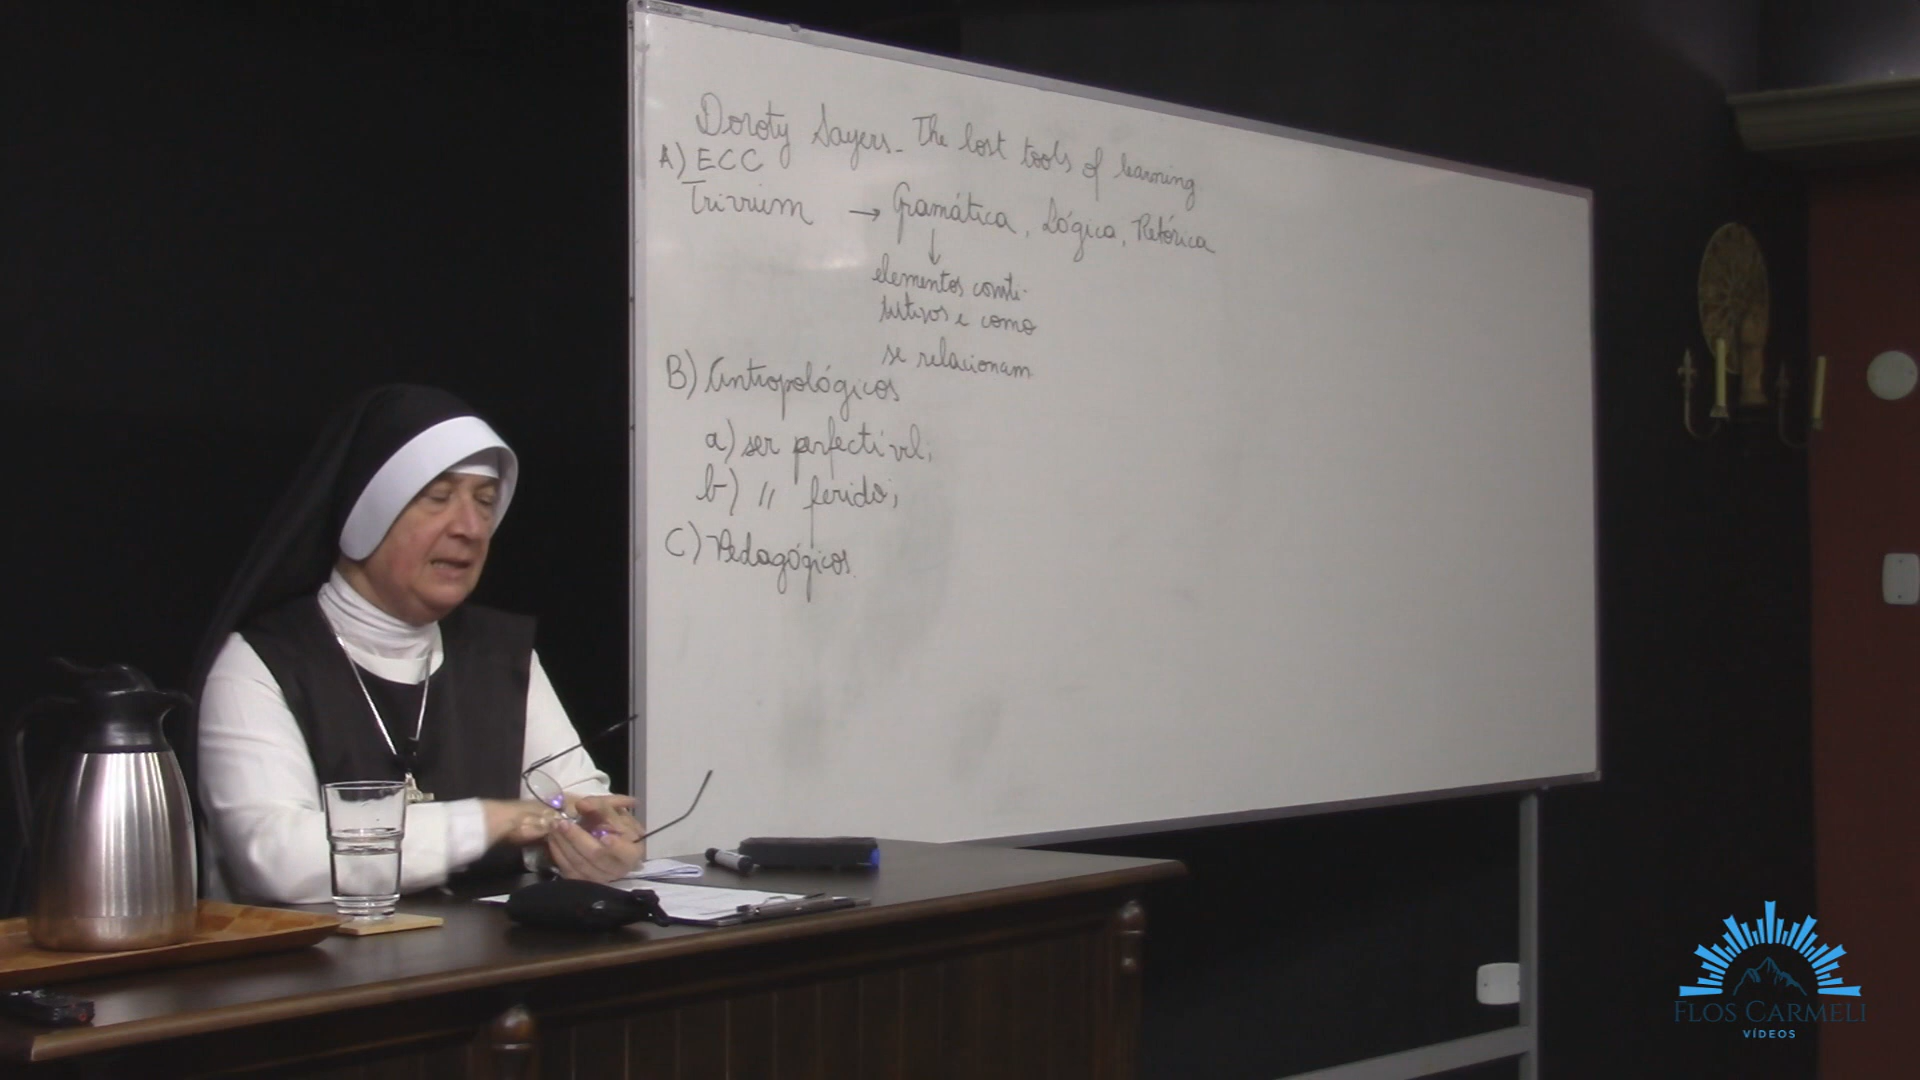 Doroty Sayers - The lost tools of learning
A) ECC
Trivium → Gramática, Lógica, Retórica
↓
elementos consti-
tutivos e como
se relacionam
B) Antropológicos
a) ser perfectível;
b) " ferido;
C) Pedagógicos.
FLOS CARMELI
VÍDEOS